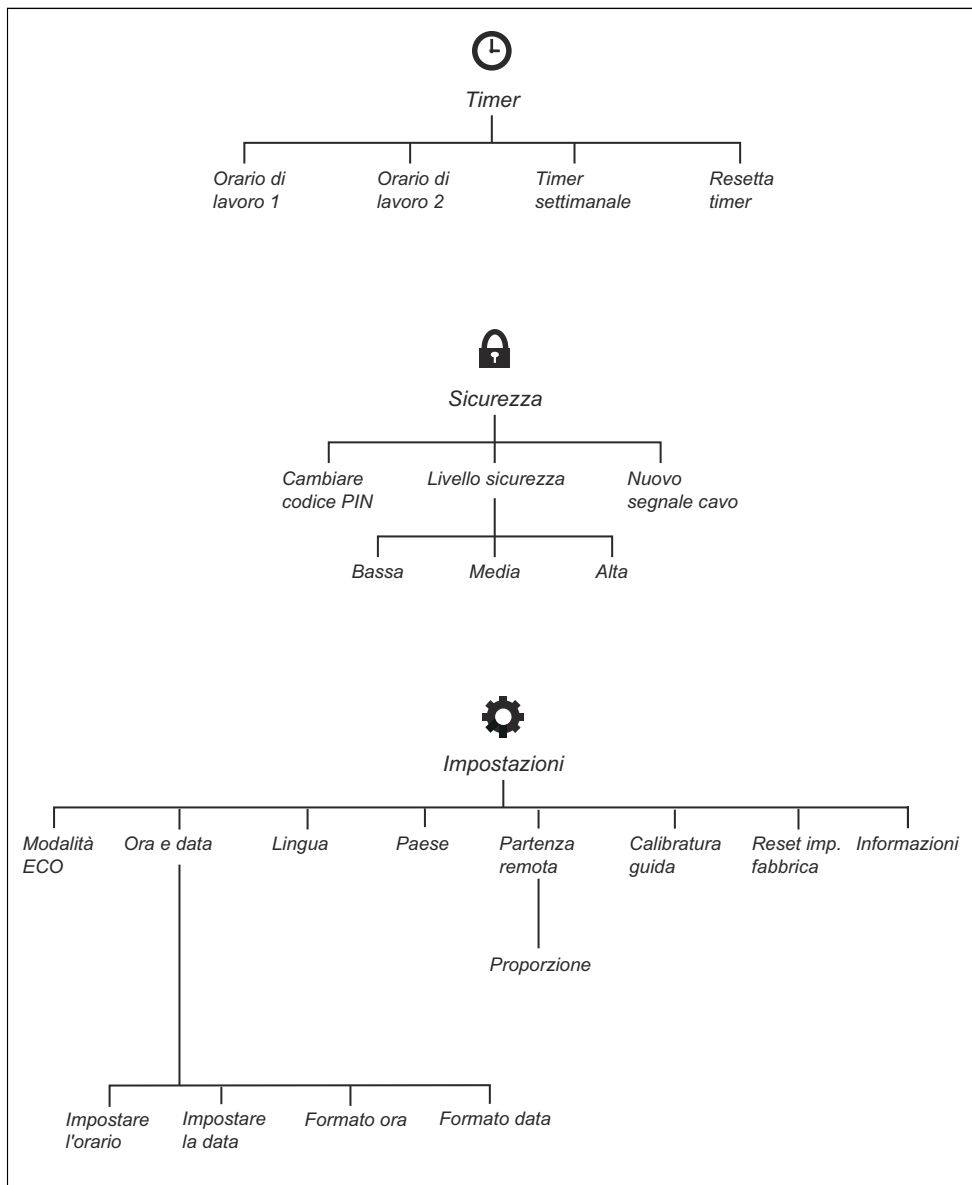 Timer
Orario di
lavoro 1
Orario di
lavoro 2
Timer
settimanale
Resetta
timer
Sicurezza
Cambiare
codice PIN
Livello sicurezza
Nuovo
segnale cavo
Bassa
Media
Alta
Impostazioni
Modalità
ECO
Ora e data
Lingua
Paese
Partenza
remota
Calibratura
guida
Reset imp.
fabbrica
Informazioni
Proporzione
Impostare
l'orario
Impostare
la data
Formato ora
Formato data